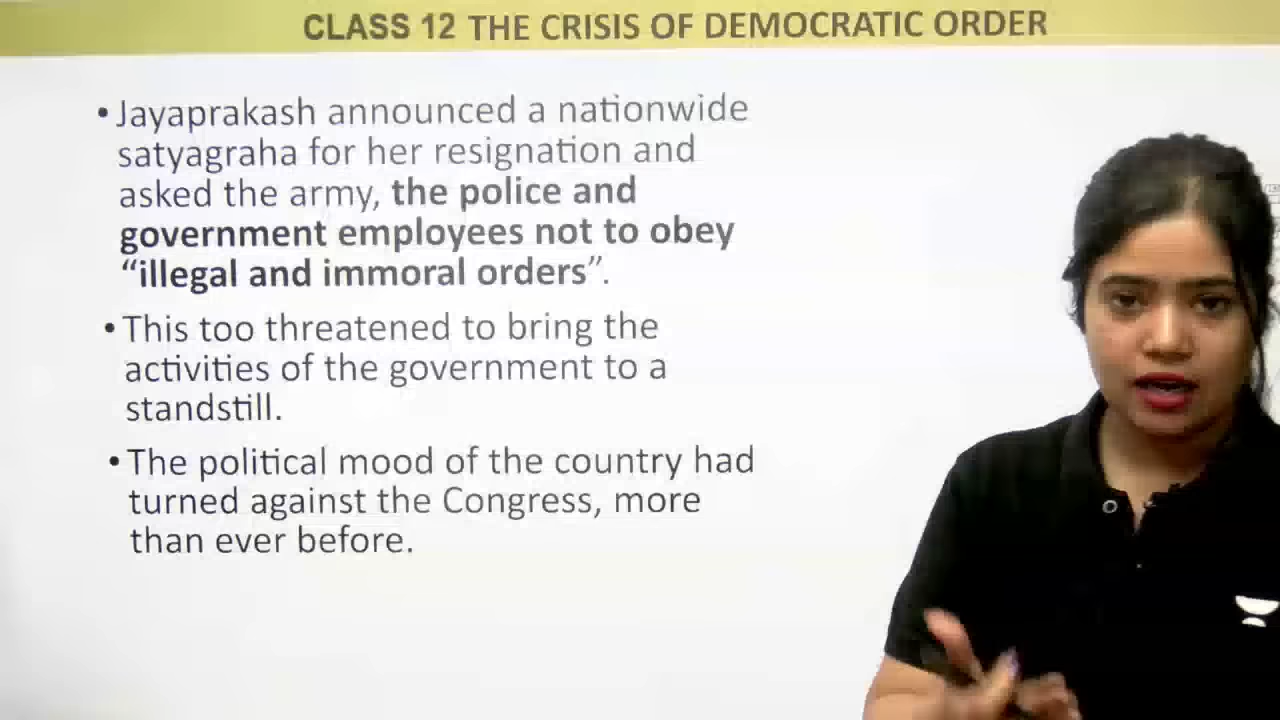 CLASS 12 THE CRISIS OF DEMOCRATIC ORDER
• Jayaprakash announced a nationwide
satyagraha for her resignation and
asked the army, the police and
government employees not to obey
“illegal and immoral orders”.
• This too threatened to bring the
activities of the government to a
standstill.
• The political mood of the country had
turned against the Congress, more
than ever before.